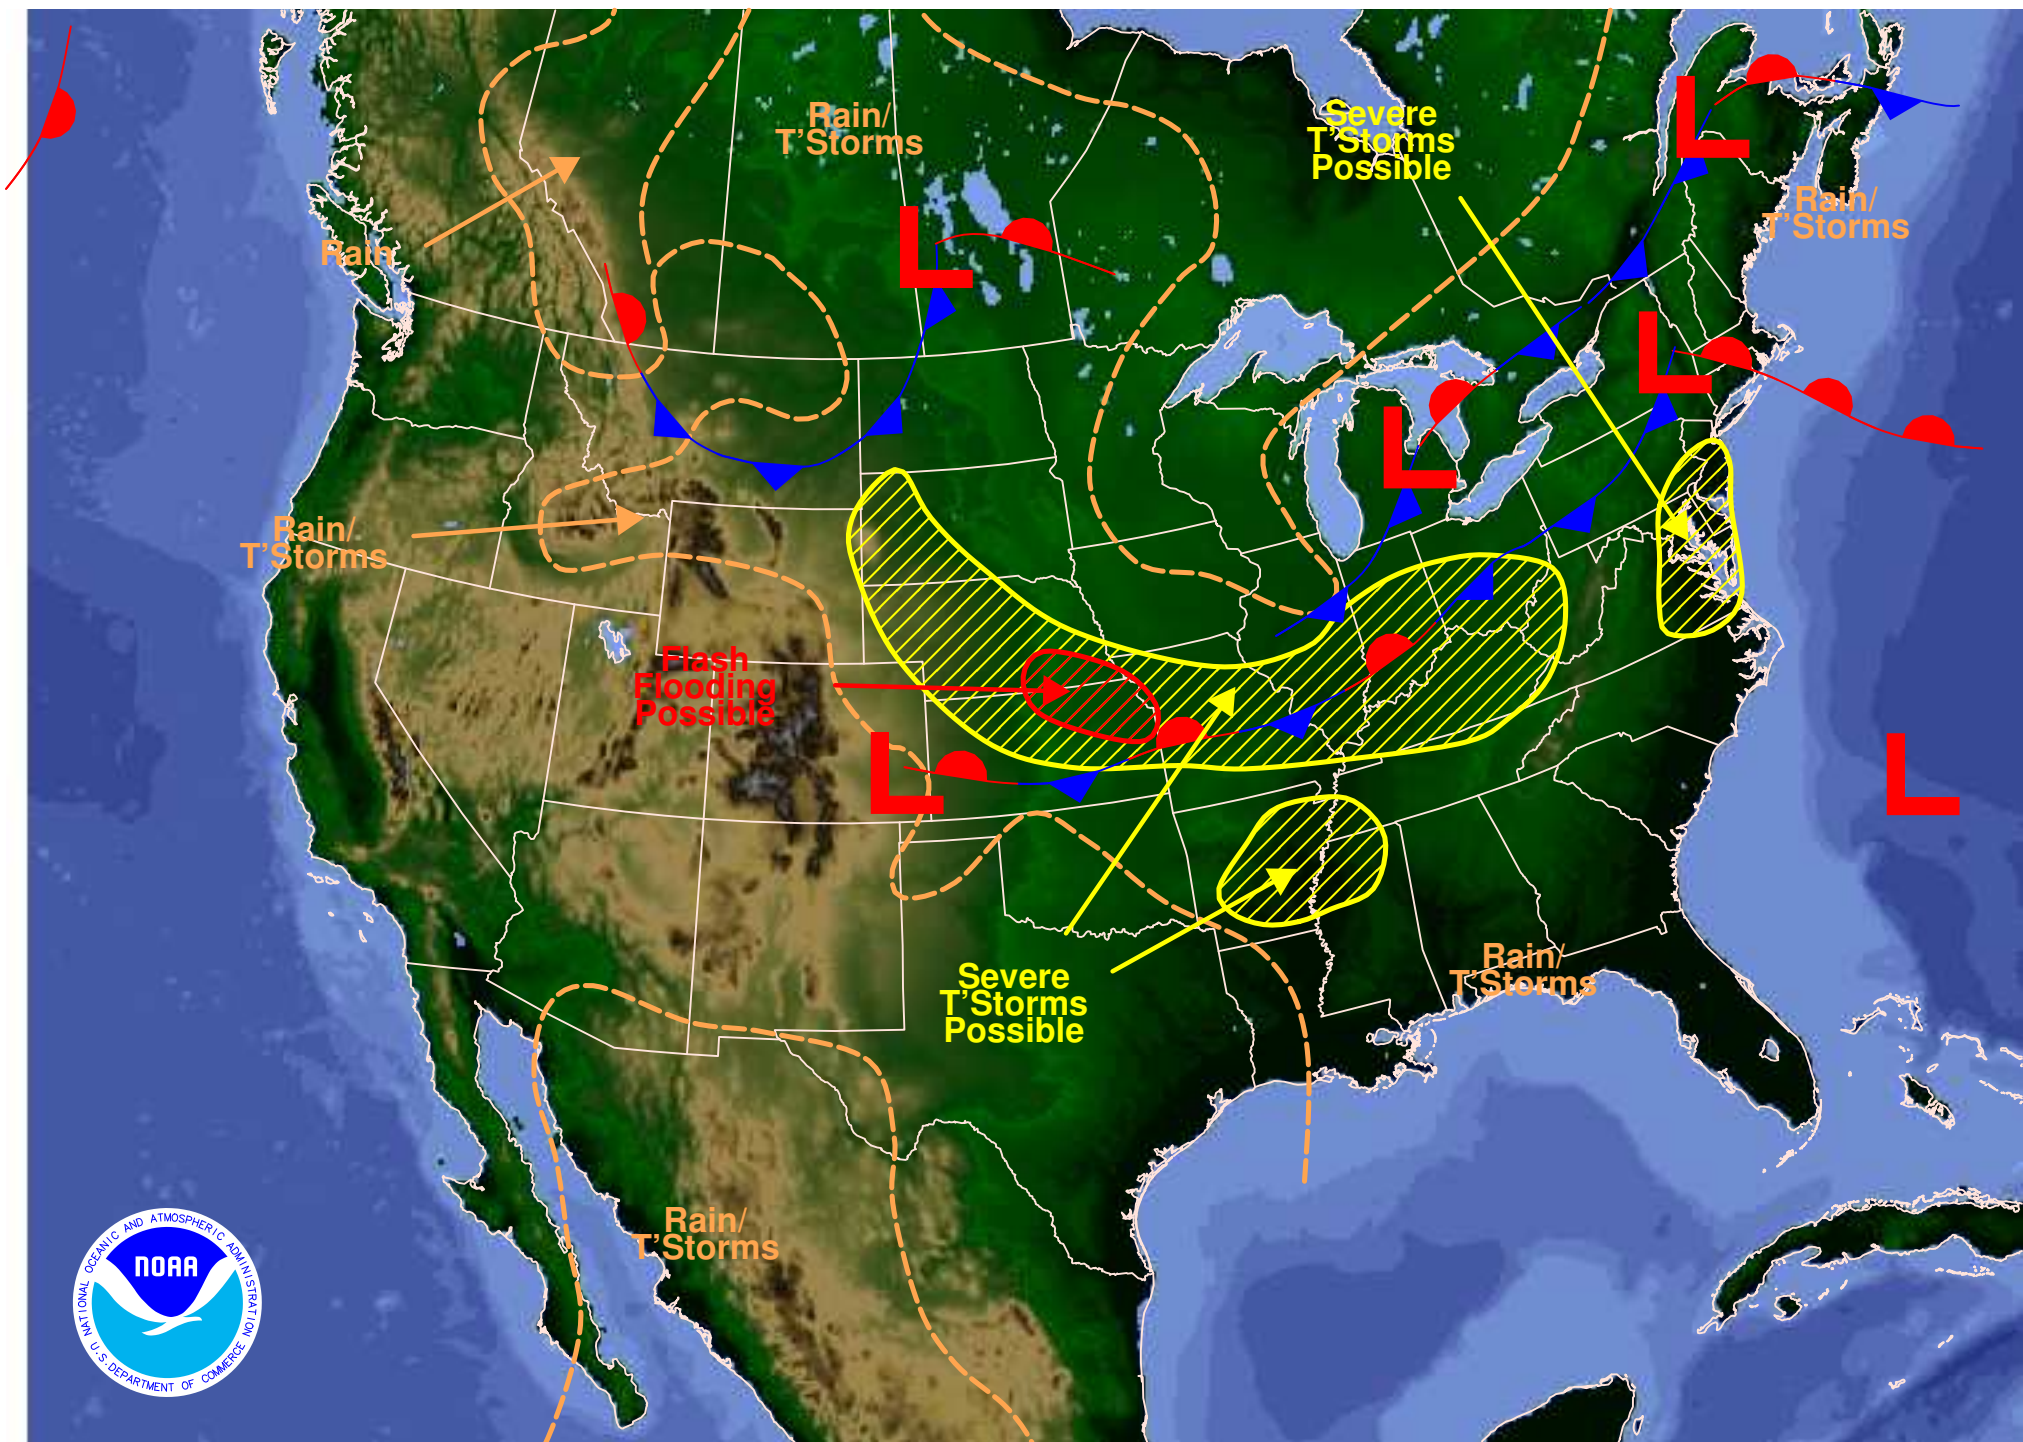 Rain/
T'Storms
Severe
T'Storms
Possible
Rain/
T'Storms
Rain
Rain/
T'Storms
Flash
Flooding
Possible
Severe
T'Storms
Possible
Rain/
T'Storms
Rain/
T'Storms
L
L
L
L
L
L
NATIONAL OCEANIC AND ATMOSPHERIC ADMINISTRATION
NOAA
U.S. DEPARTMENT OF COMMERCE